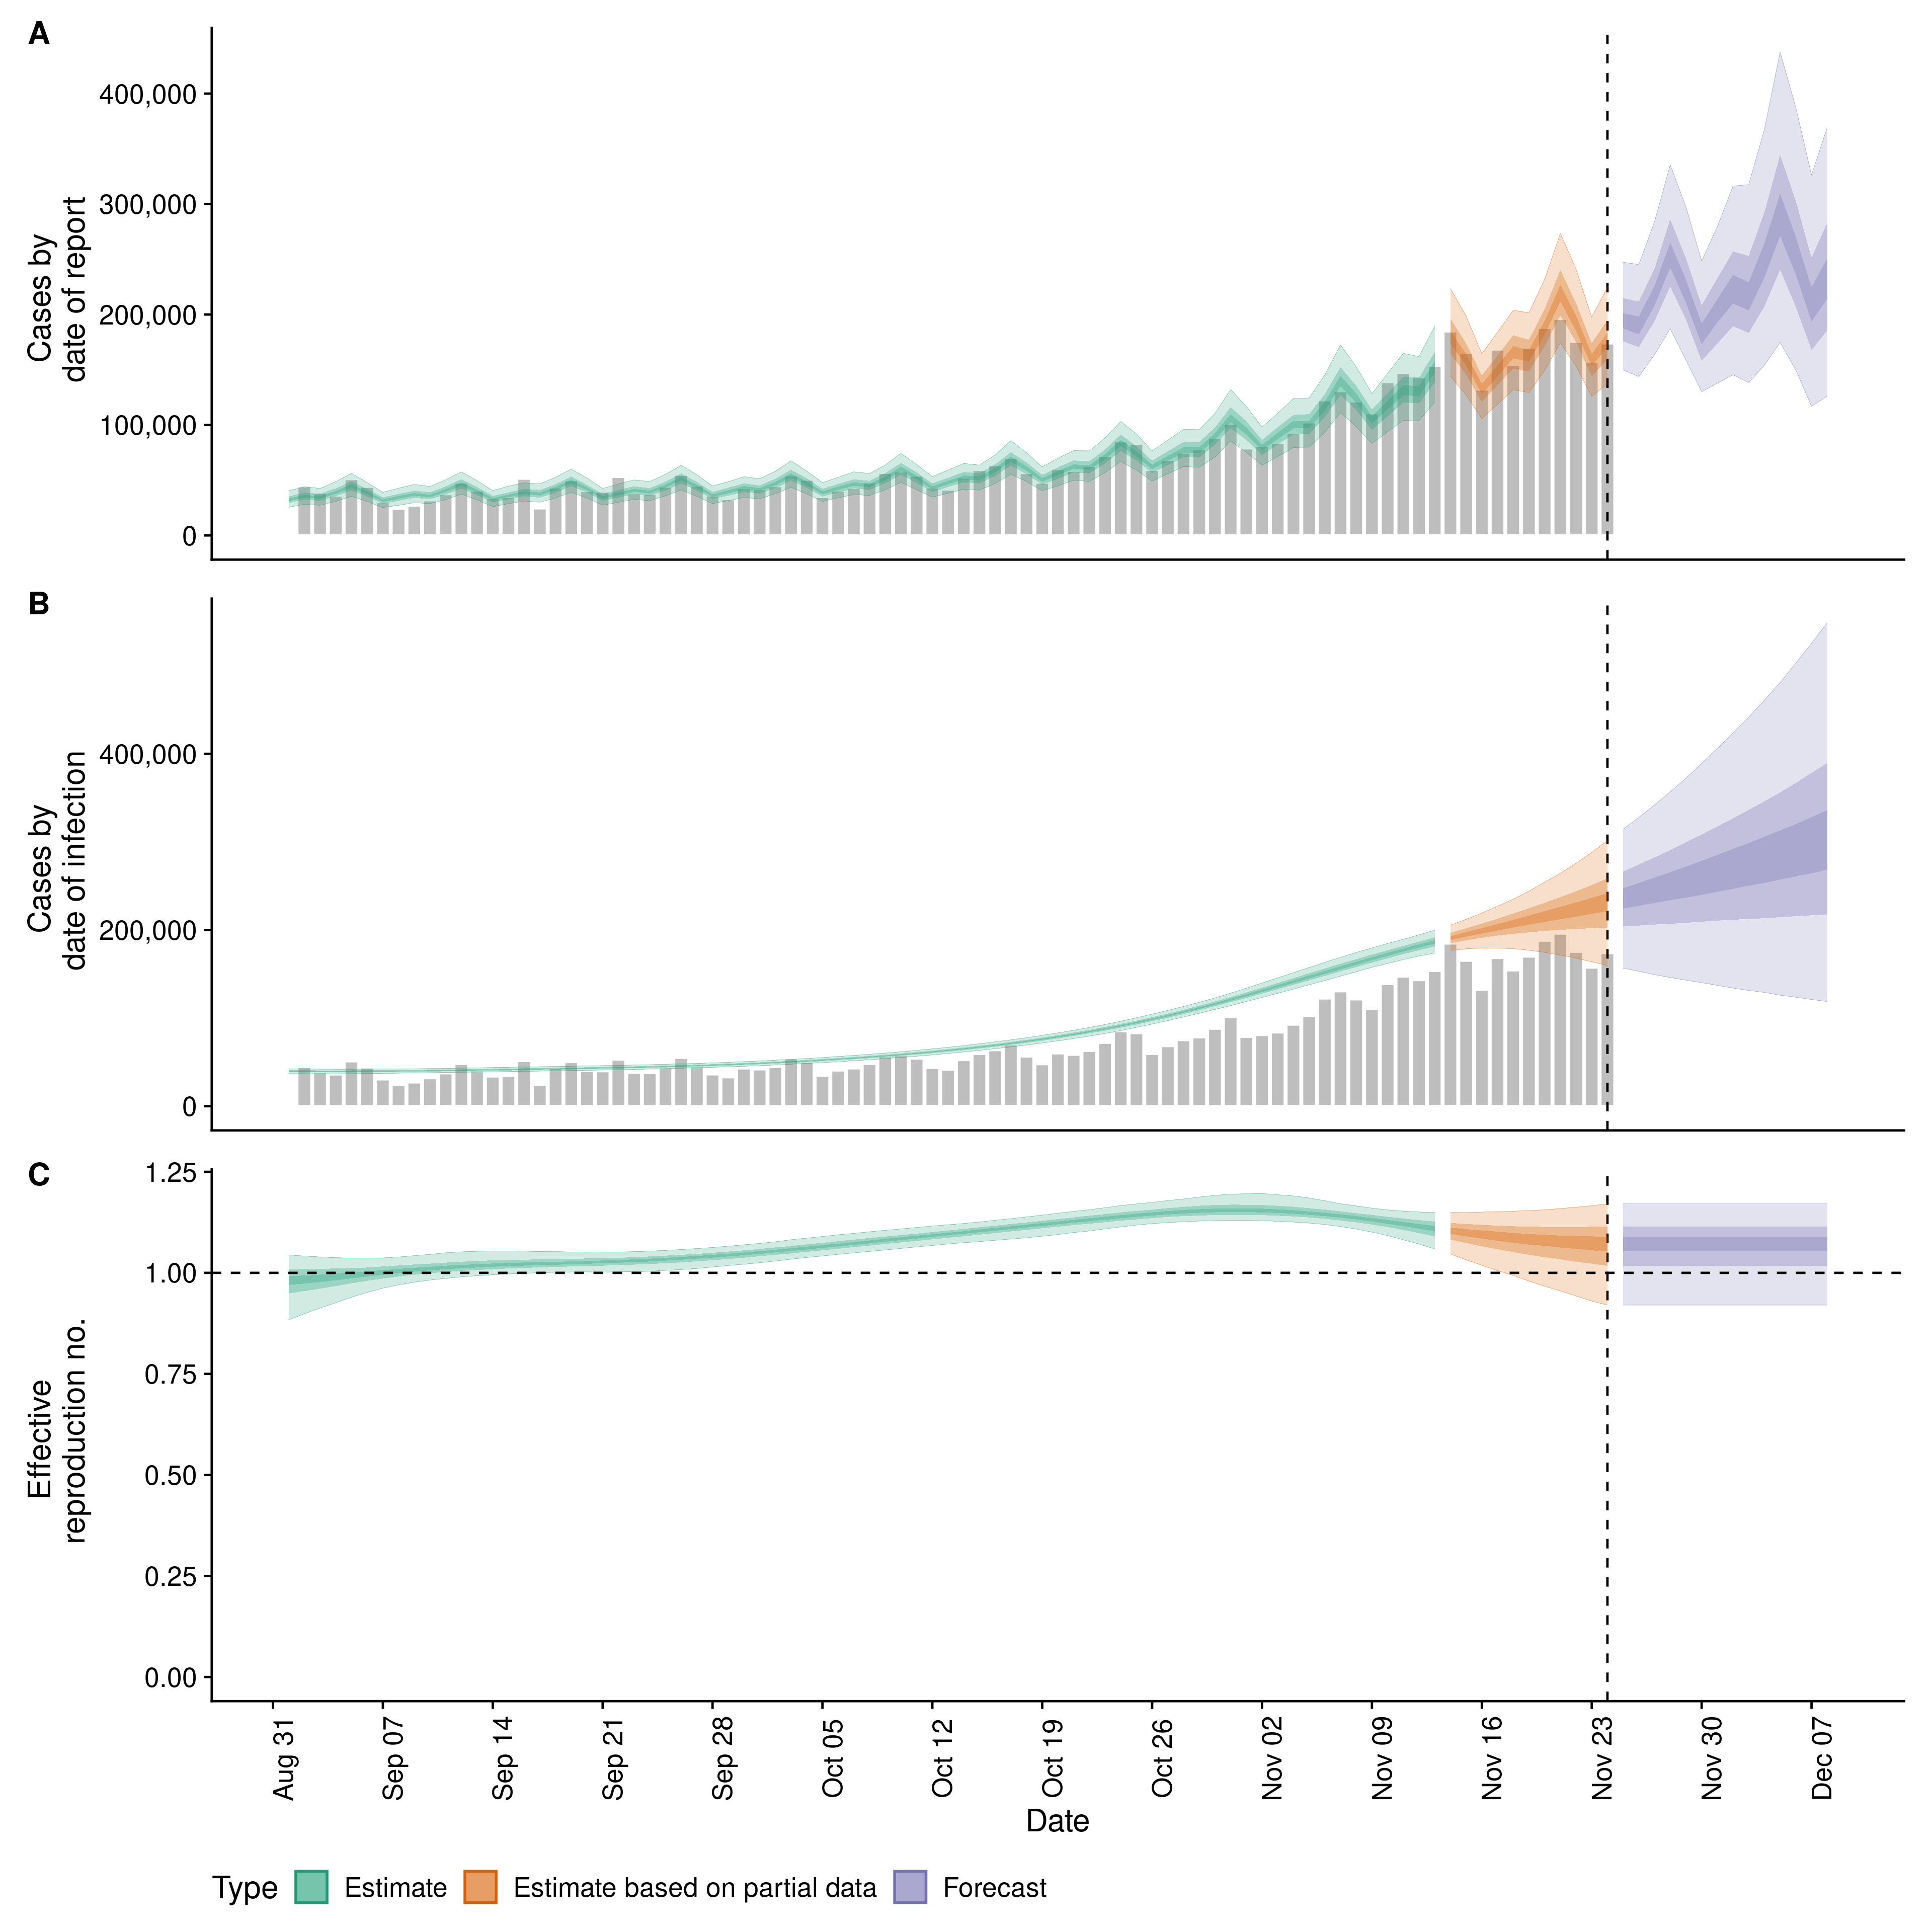 A
400,000
300,000
200,000
100,000
0
Cases by
date of report
B
400,000
200,000
0
Cases by
date of infection
C
1.25
1.00
0.75
0.50
0.25
0.00
Effective
reproduction no.
Aug 31
Sep 07
Sep 14
Sep 21
Sep 28
Oct 05
Oct 12
Oct 19
Oct 26
Nov 02
Nov 09
Nov 16
Nov 23
Nov 30
Dec 07
Date
Type Estimate Estimate based on partial data Forecast